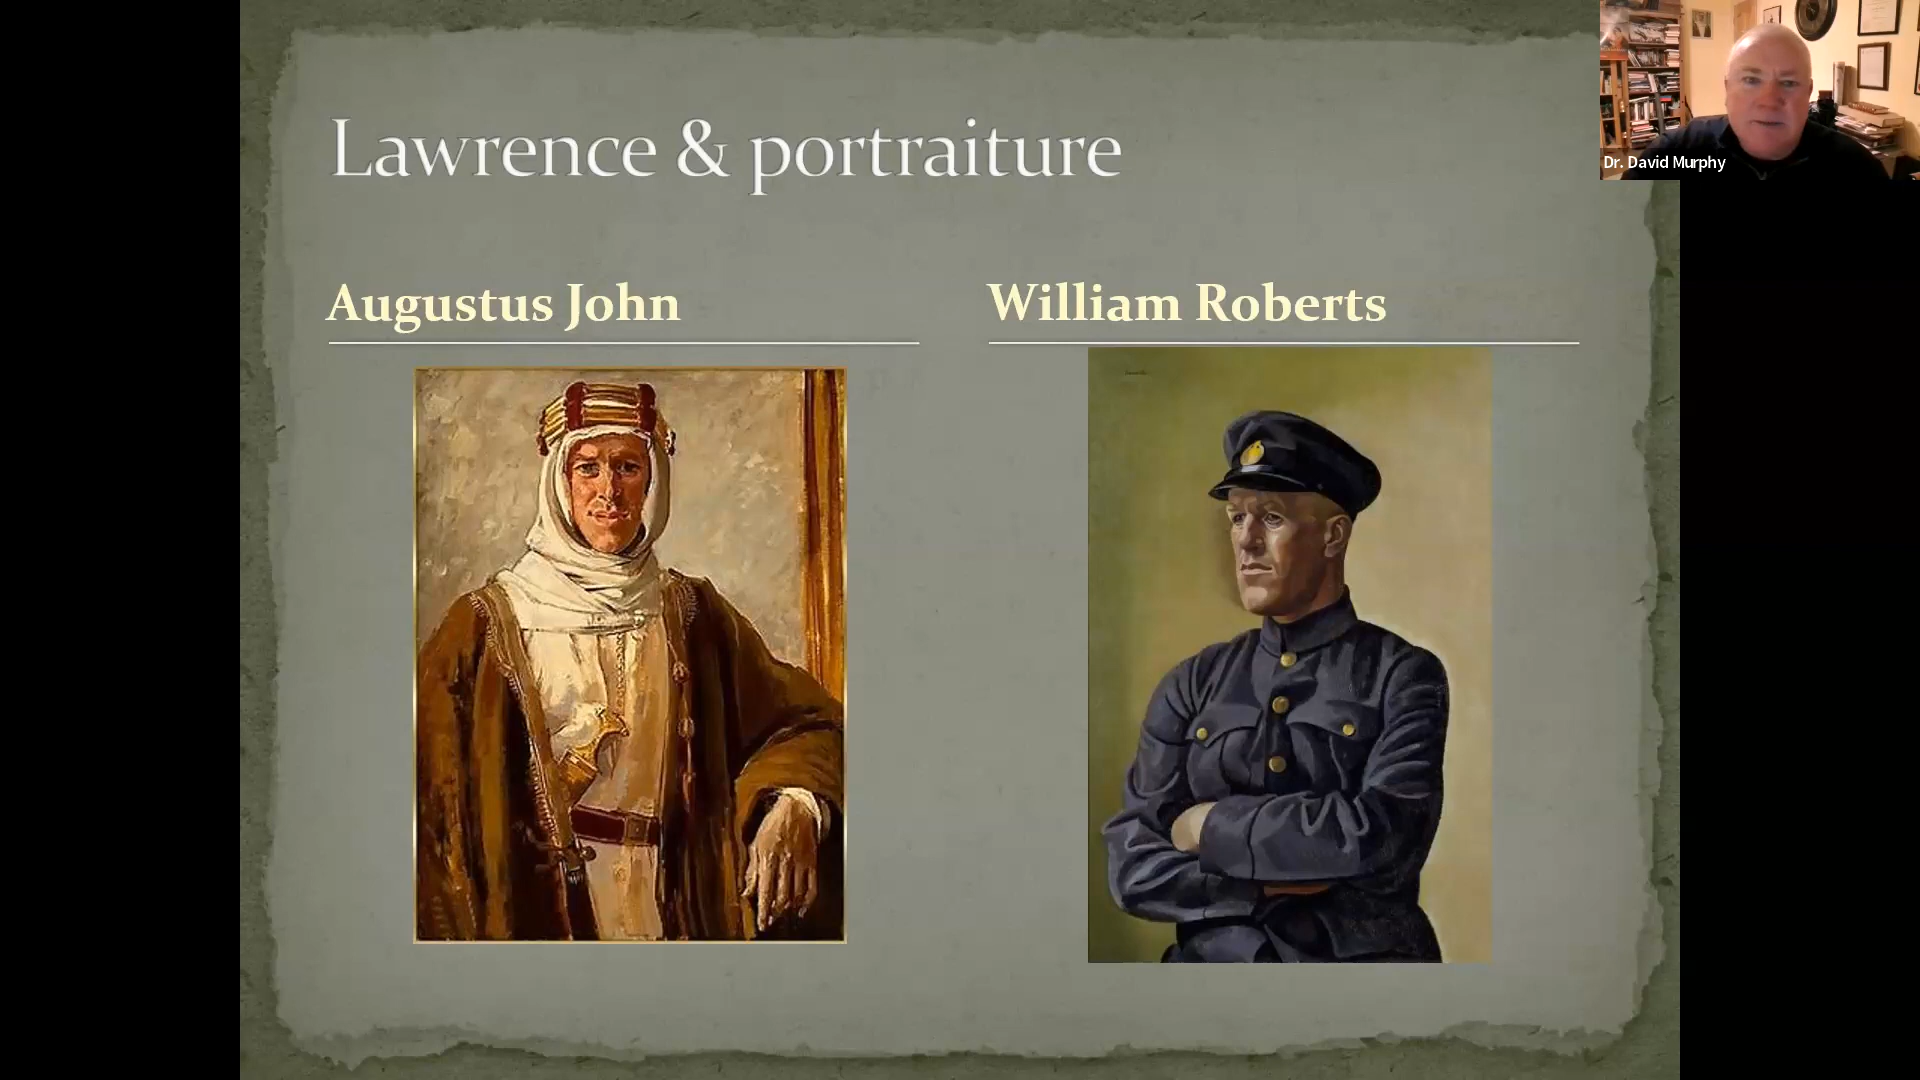 Lawrence & portraiture
Augustus John
William Roberts
Dr. David Murphy